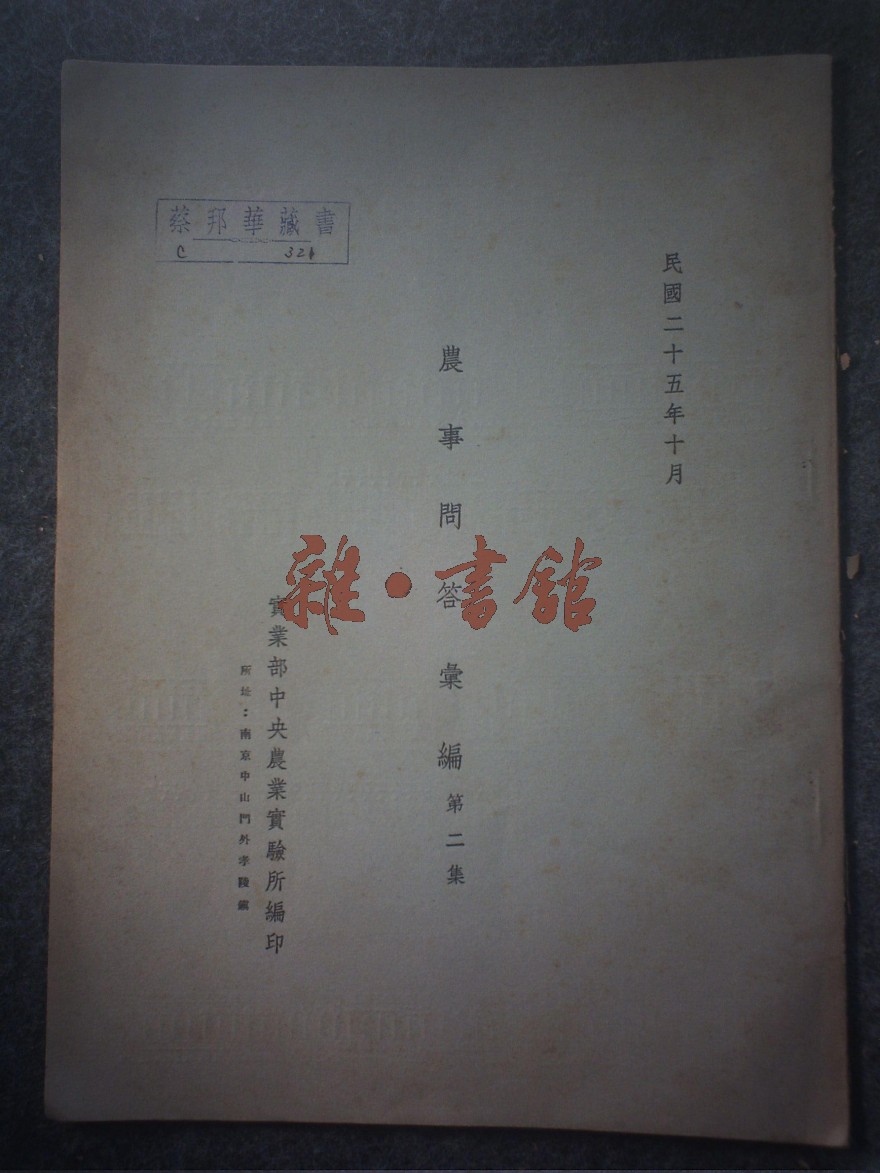 民國二十五年十月
農事問答彙編 第二集
實業部中央農業實驗所編印
所址：南京中山門外孝陵鎮
蔡邦華藏書
C 321
雜·書館